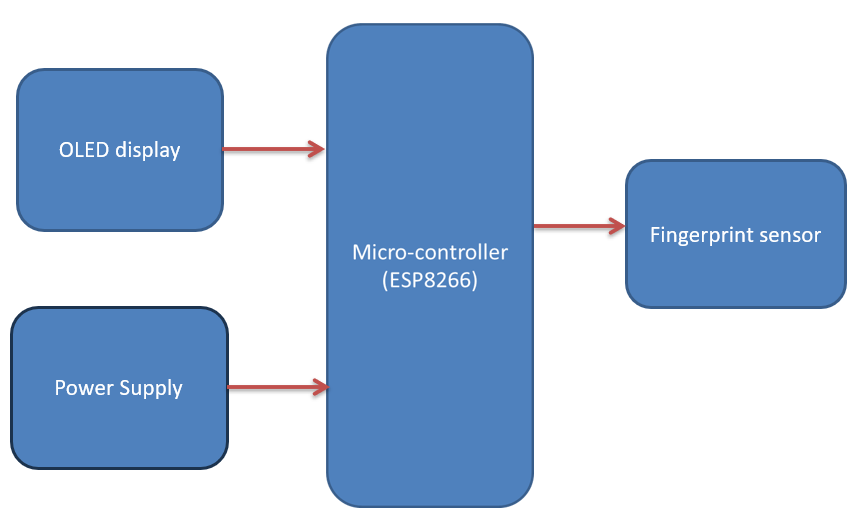 OLED display
Micro-controller
(ESP8266)
Fingerprint sensor
Power Supply